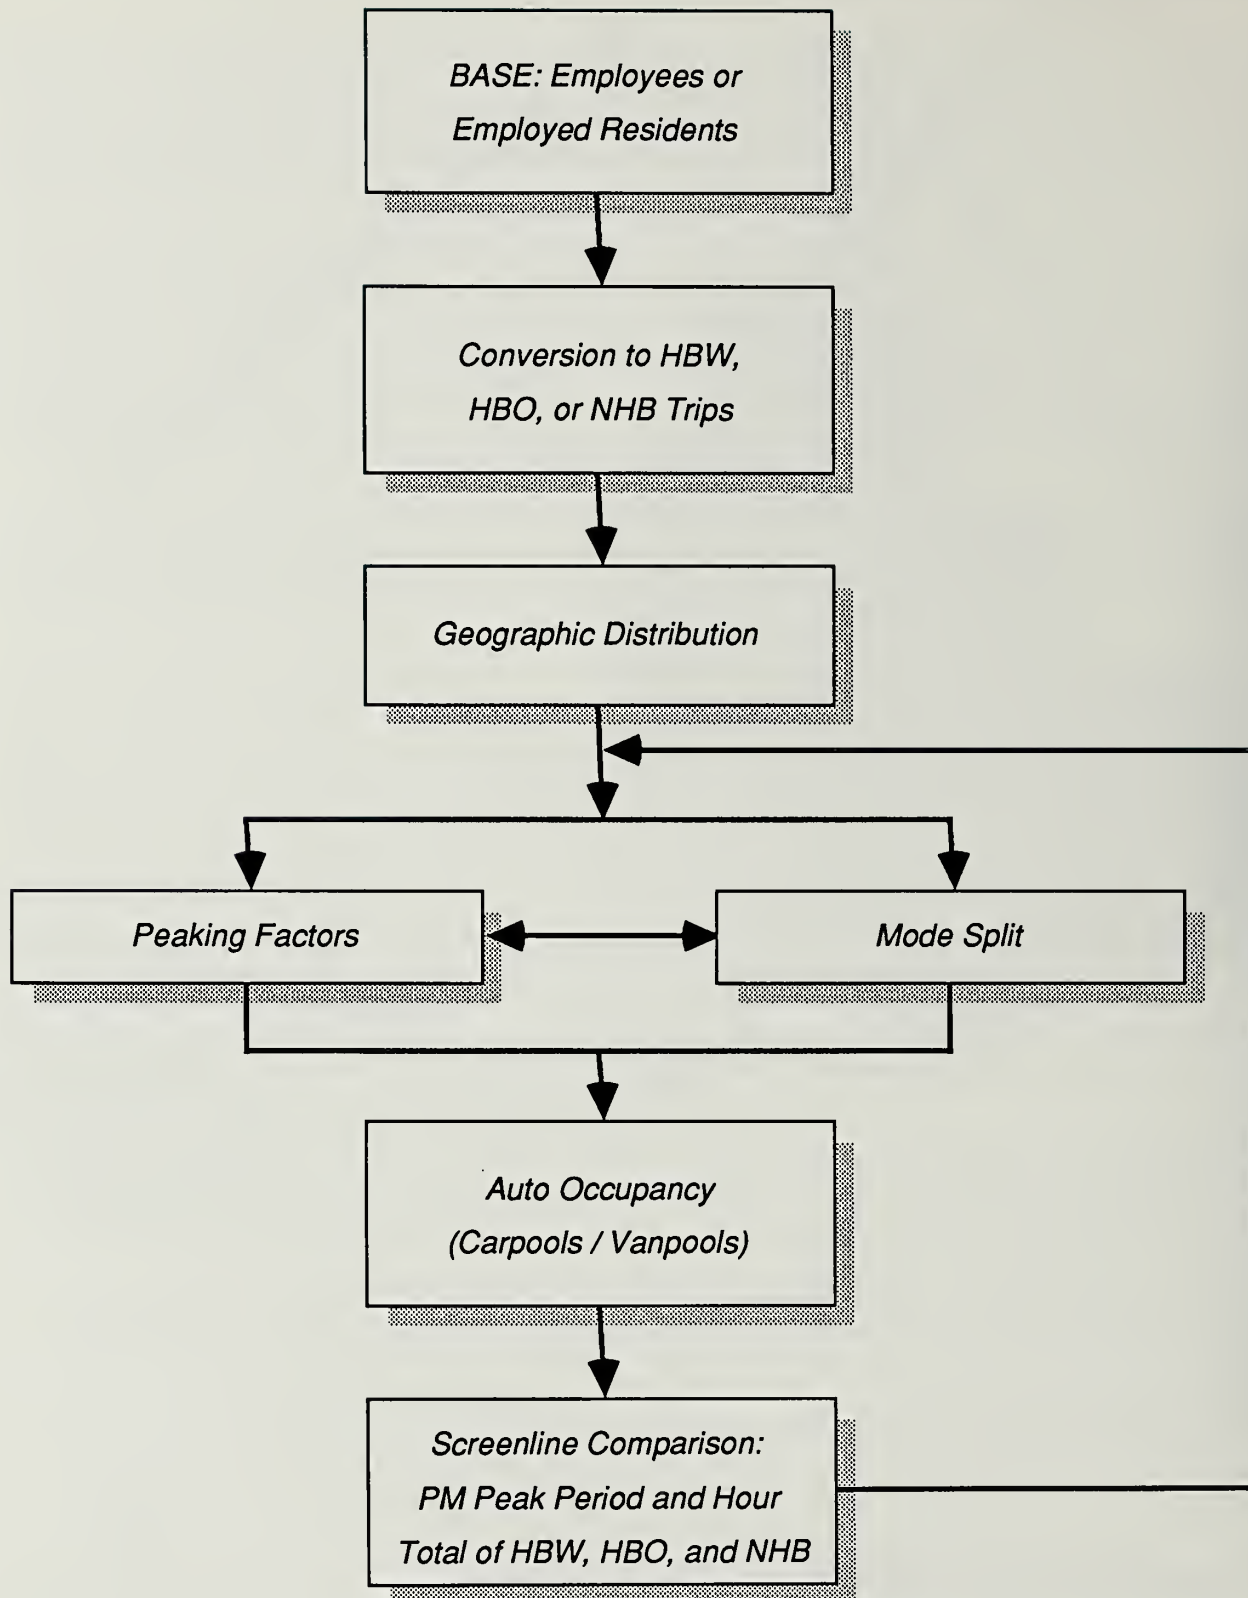 BASE: Employees or
Employed Residents
Conversion to HBW,
HBO, or NHB Trips
Geographic Distribution
Peaking Factors
Mode Split
Auto Occupancy
(Carpools / Vanpools)
Screenline Comparison:
PM Peak Period and Hour
Total of HBW, HBO, and NHB